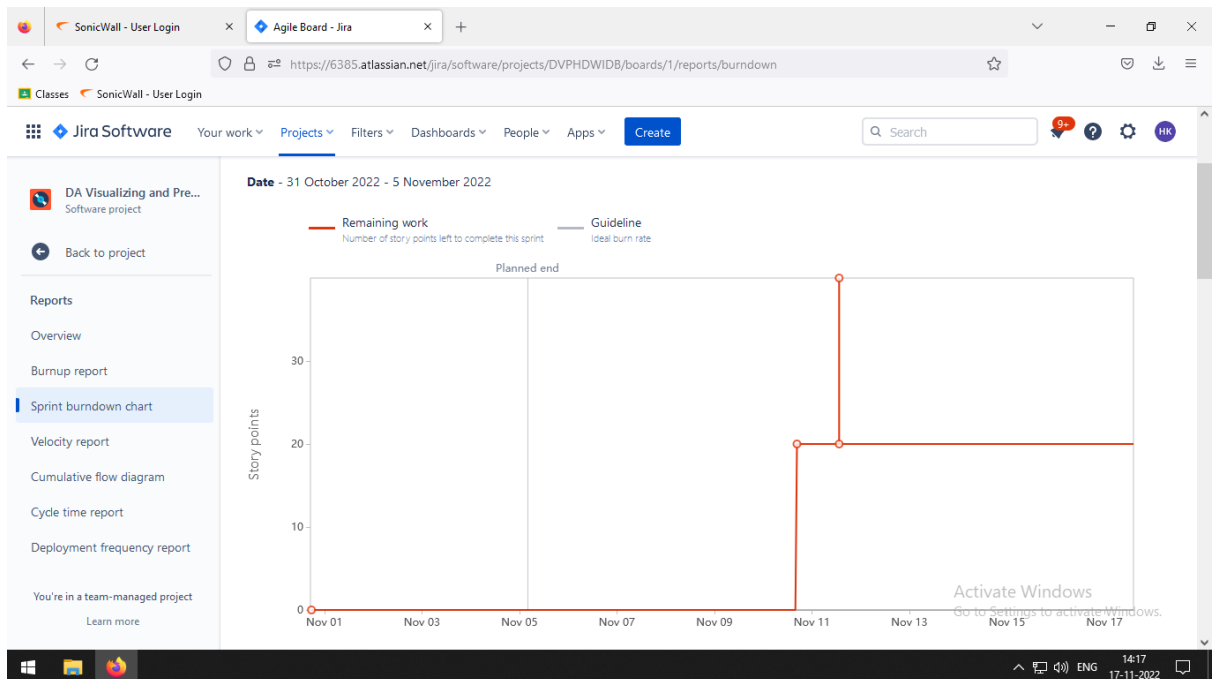 SonicWall - User Login
Agile Board - Jira
https://6385.atlassian.net/jira/software/projects/DVPHDWIDB/boards/1/reports/burndown
Classes SonicWall - User Login
Jira Software Your work Projects Filters Dashboards People Apps Create Search 9+ HK
DA Visualizing and Pre...
Software project
Back to project
Reports
Overview
Burnup report
Sprint burndown chart
Velocity report
Cumulative flow diagram
Cycle time report
Deployment frequency report
You're in a team-managed project
Learn more
Date - 31 October 2022 - 5 November 2022
Remaining work
Number of story points left to complete this sprint
Guideline
Ideal burn rate
Planned end
Story points
30
20
10
0
Nov 01 Nov 03 Nov 05 Nov 07 Nov 09 Nov 11 Nov 13 Nov 15 Nov 17
Activate Windows
Go to Settings to activate Windows.
ENG
14:17
17-11-2022